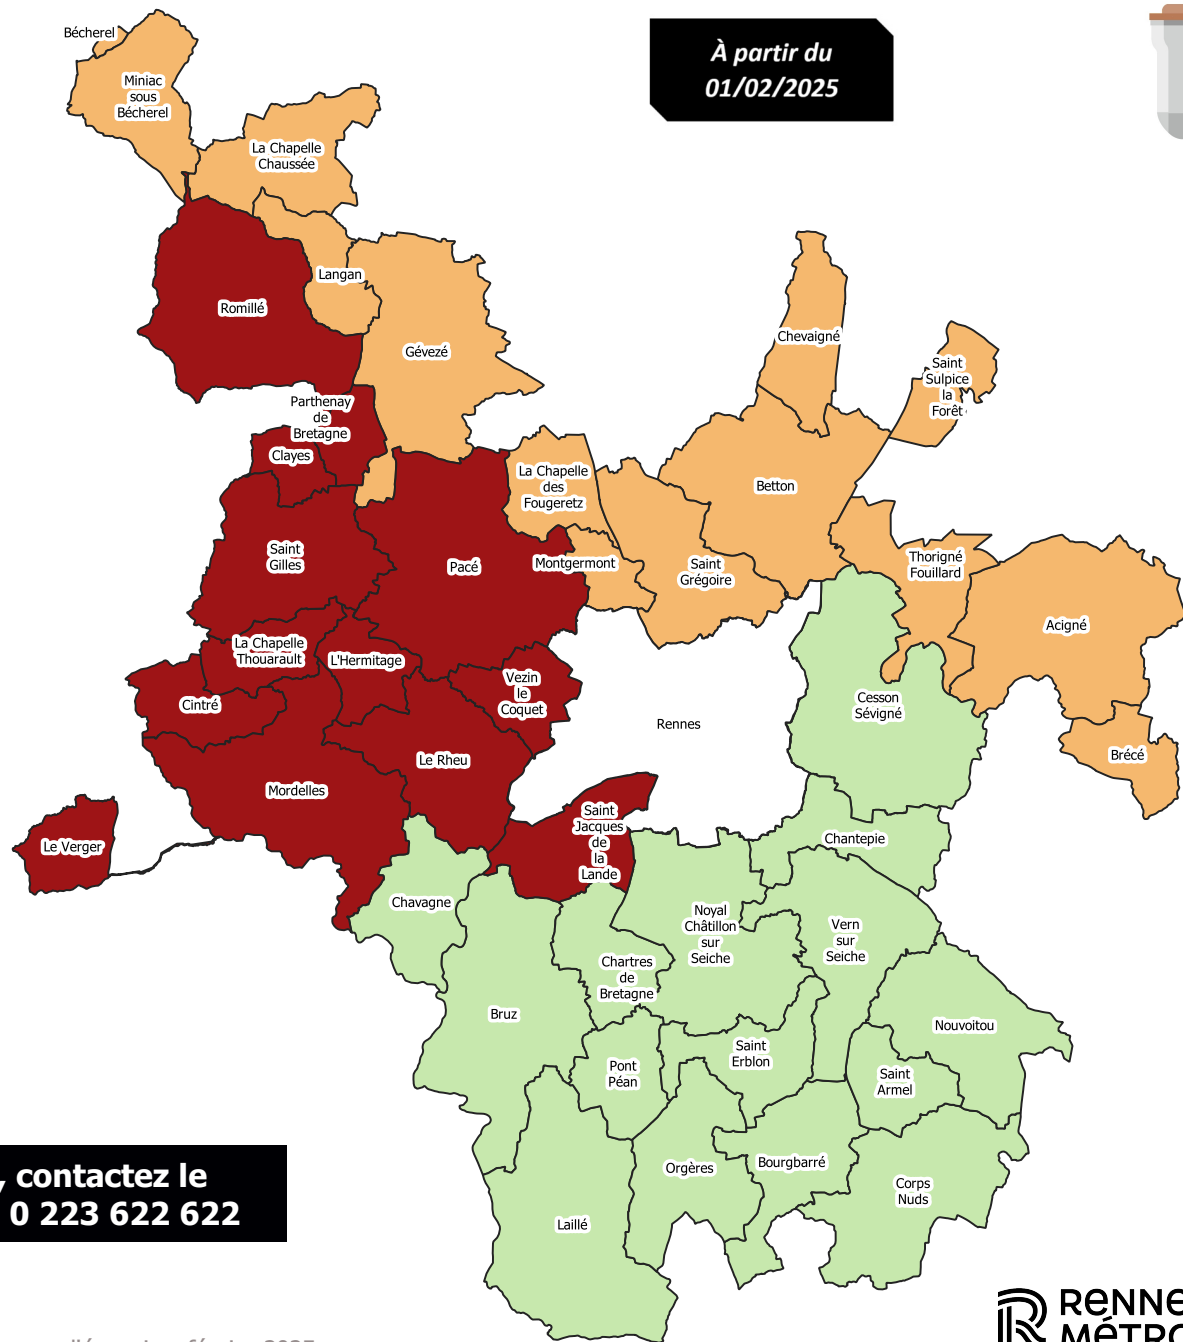 Bécherel
À partir du
01/02/2025
Miniac
sous
Bécherel
La Chapelle
Chaussée
Langan
Romillé
Gévezé
Chevaigné
Saint
Sulpice
la
Forêt
Parthenay
de
Bretagne
Clayes
La Chapelle
des
Fougeretz
Betton
Saint
Gilles
Pacé
Montgermont
Saint
Grégoire
Thorigné
Fouillard
Acigné
La Chapelle
Thouarault
L'Hermitage
Vezin
le
Coquet
Cintré
Rennes
Cesson
Sévigné
Brécé
Le Rheu
Mordelles
Le Verger
Saint
Jacques
de
la
Lande
Chantepie
Chavagne
Noyal
Châtillon
sur
Seiche
Vern
sur
Seiche
Chartres
de
Bretagne
Bruz
Nouvoitou
Saint
Erblon
Pont
Péan
Saint
Armel
Orgères
Bourgbarré
Corps
Nuds
Laillé
, contactez le
0 223 622 622
RENNE
MÉTRO